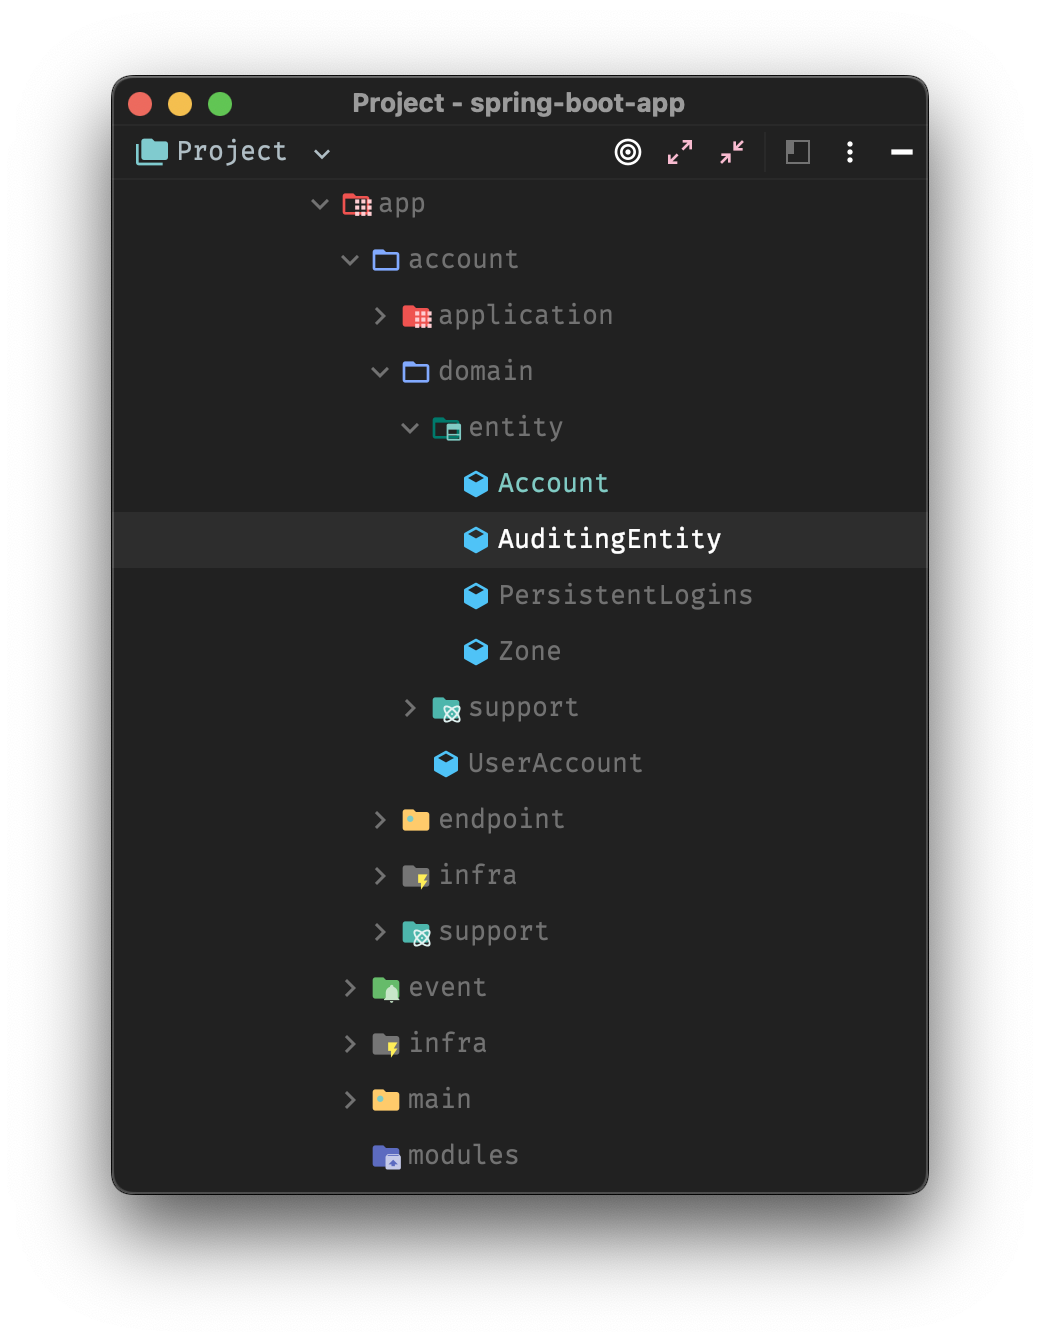 Project - spring-boot-app
Project
app
account
application
domain
entity
Account
AuditingEntity
PersistentLogins
Zone
support
UserAccount
endpoint
infra
support
event
infra
main
modules